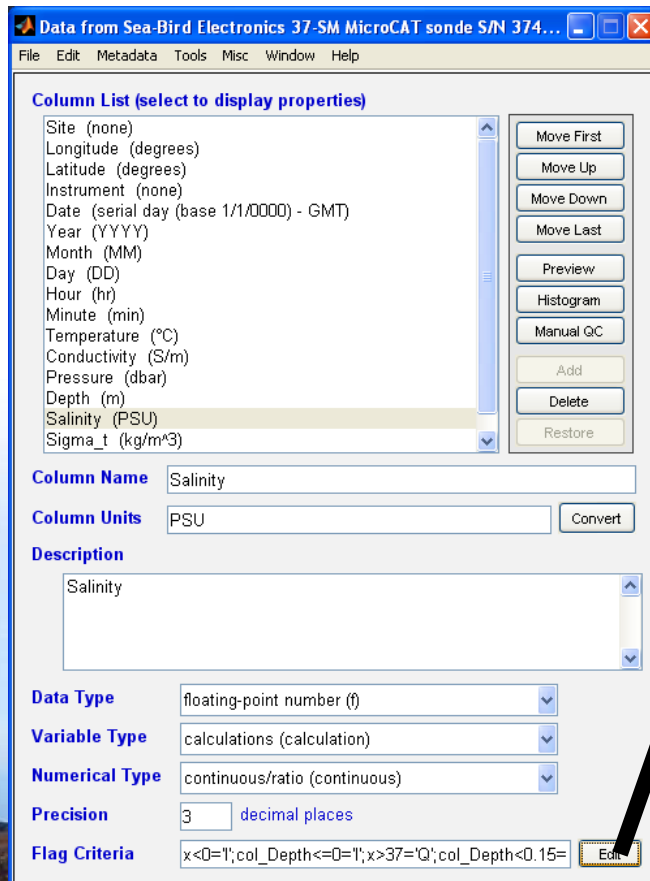 Data from Sea-Bird Electronics 37-SM MicroCAT sonde S/N 374...
File Edit Metadata Tools Misc Window Help
Column List (select to display properties)
Site (none)
Longitude (degrees)
Latitude (degrees)
Instrument (none)
Date (serial day (base 1/1/0000) - GMT)
Year (YYYY)
Month (MM)
Day (DD)
Hour (hr)
Minute (min)
Temperature (°C)
Conductivity (S/m)
Pressure (dbar)
Depth (m)
Salinity (PSU)
Sigma_t (kg/m^3)
Move First
Move Up
Move Down
Move Last
Preview
Histogram
Manual QC
Add
Delete
Restore
Column Name Salinity
Column Units PSU Convert
Description
Salinity
Data Type floating-point number (f)
Variable Type calculations (calculation)
Numerical Type continuous/ratio (continuous)
Precision 3 decimal places
Flag Criteria x<0='I';col_Depth<=0='I';x>37='Q';col_Depth<0.15= Edit